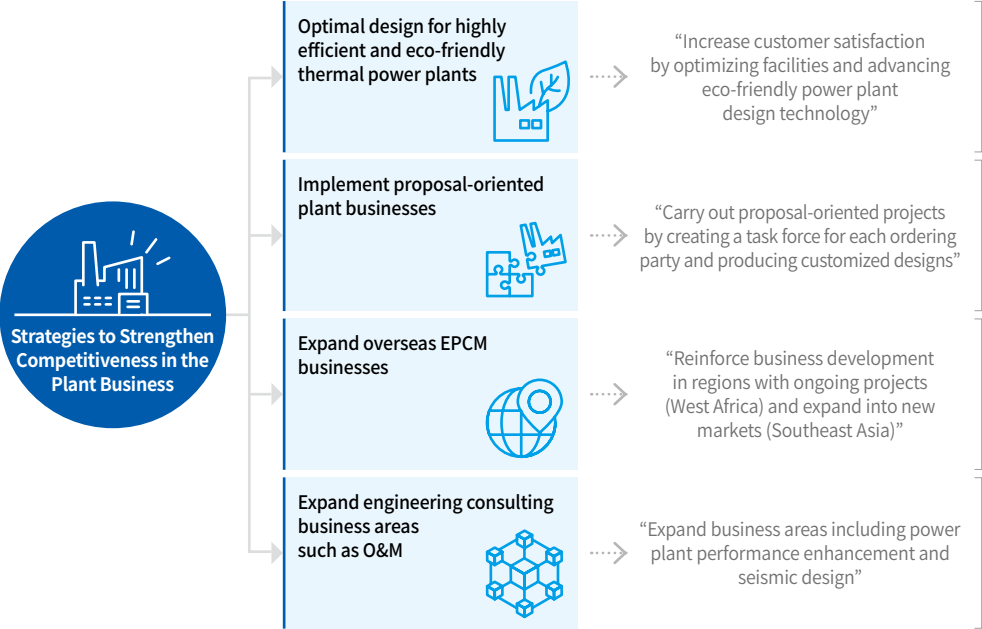 Strategies to Strengthen
Competitiveness in the
Plant Business
Optimal design for highly
efficient and eco-friendly
thermal power plants
“Increase customer satisfaction
by optimizing facilities and advancing
eco-friendly power plant
design technology”
Implement proposal-oriented
plant businesses
“Carry out proposal-oriented projects
by creating a task force for each ordering
party and producing customized designs”
Expand overseas EPCM
businesses
“Reinforce business development
in regions with ongoing projects
(West Africa) and expand into new
markets (Southeast Asia)”
Expand engineering consulting
business areas
such as O&M
“Expand business areas including power
plant performance enhancement and
seismic design”